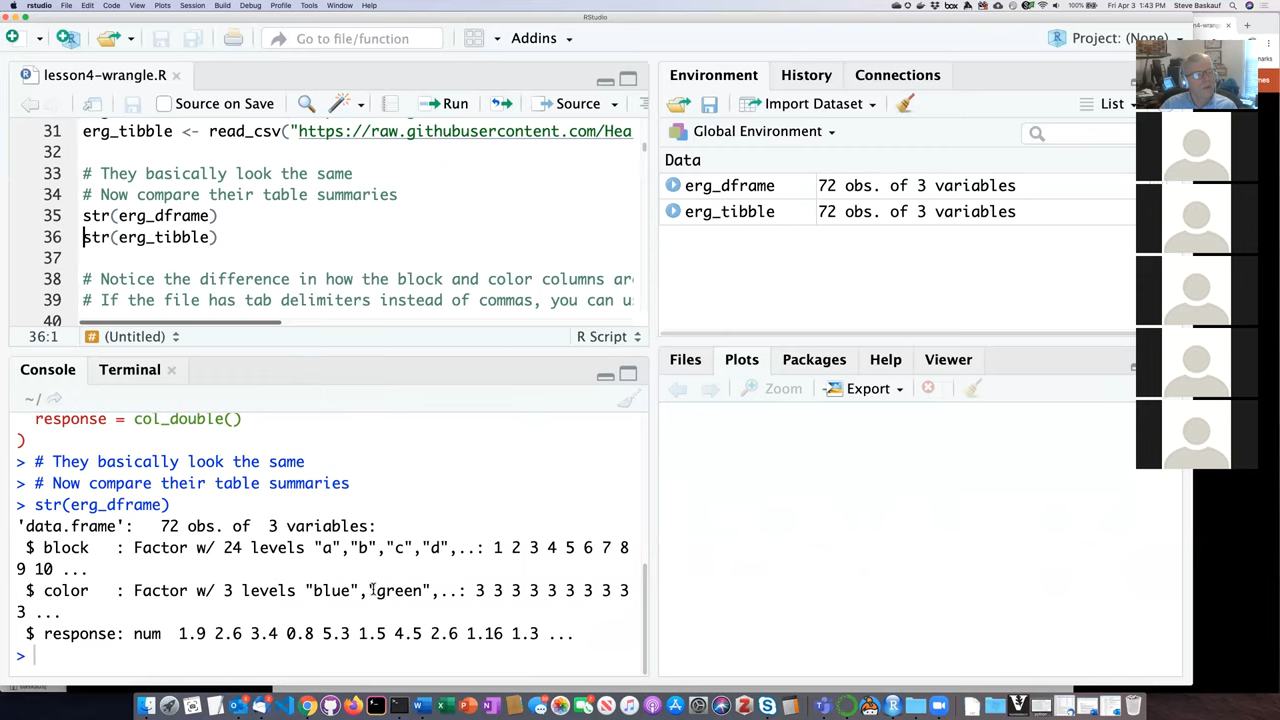 rstudio File Edit Code View Plots Session Build Debug Profile Tools Window Help
box 100% Fri Apr 3 1:43 PM Steve Baskauf
RStudio
Go to file/function Addins Project: (None)
lesson4-wrangle.R
Source on Save Run Source
31 erg_tibble <- read_csv("https://raw.githubusercontent.com/Hea
32
33 # They basically look the same
34 # Now compare their table summaries
35 str(erg_dframe)
36 str(erg_tibble)
37
38 # Notice the difference in how the block and color columns are
39 # If the file has tab delimiters instead of commas, you can u
40
36:1 (Untitled) R Script
Console Terminal
~/
response = col_double()
)
> # They basically look the same
> # Now compare their table summaries
> str(erg_dframe)
'data.frame': 72 obs. of 3 variables:
$ block : Factor w/ 24 levels "a","b","c","d",..: 1 2 3 4 5 6 7 8
9 10 ...
$ color : Factor w/ 3 levels "blue","green",..: 3 3 3 3 3 3 3 3 3
3 ...
$ response: num 1.9 2.6 3.4 0.8 5.3 1.5 4.5 2.6 1.16 1.3 ...
>
Environment History Connections
Import Dataset List
Global Environment
Data
erg_dframe 72 obs. of 3 variables
erg_tibble 72 obs. of 3 variables
Files Plots Packages Help Viewer
Zoom Export